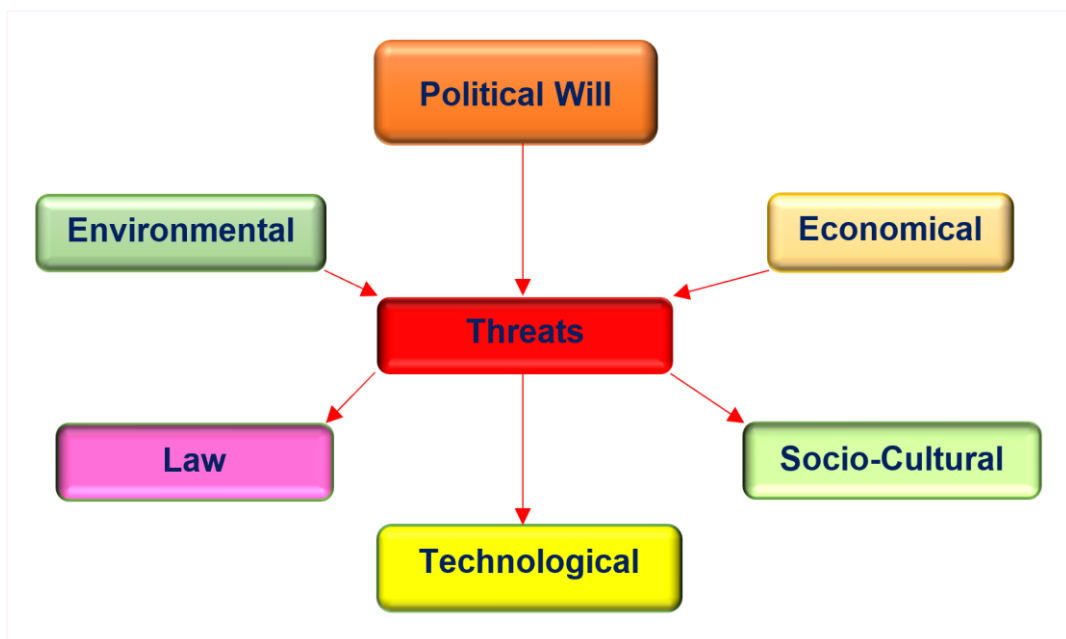 Political Will
Environmental
Economical
Threats
Law
Socio-Cultural
Technological